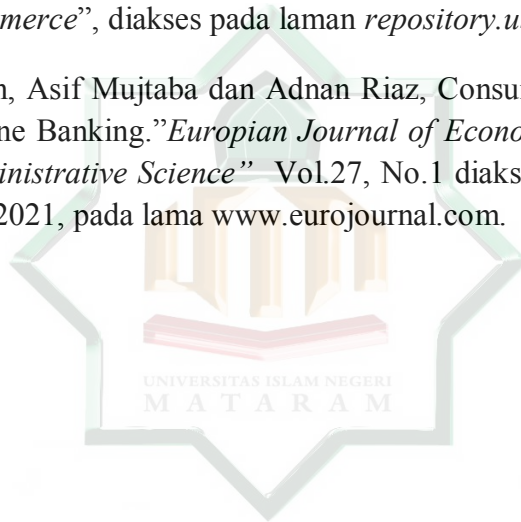 merce”, diakses pada laman repository.u
, Asif Mujtaba dan Adnan Riaz, Consu
ne Banking.”Europian Journal of Econo
inistrative Science” Vol.27, No.1 diaks
2021, pada lama www.eurojournal.com.
UNIVERSITAS ISLAM NEGERI
MATARAM